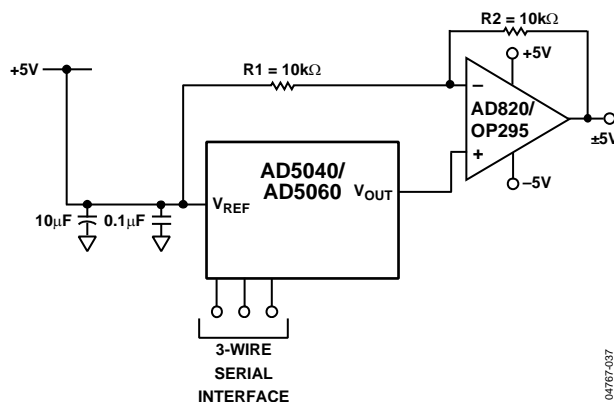 R2 = 10kΩ
+5V
R1 = 10kΩ
+5V
–
AD820/
OP295
+
±5V
–5V
AD5040/
AD5060
VREF
VOUT
10µF
0.1µF
3-WIRE
SERIAL
INTERFACE
04767-037